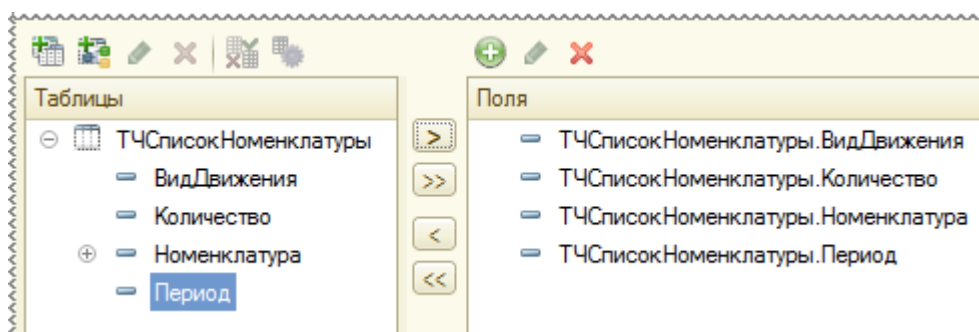 Таблицы
ТЧСписокНоменклатуры
ВидДвижения
Количество
Номенклатура
Период
>
>>
<
<<
Поля
ТЧСписокНоменклатуры.ВидДвижения
ТЧСписокНоменклатуры.Количество
ТЧСписокНоменклатуры.Номенклатура
ТЧСписокНоменклатуры.Период